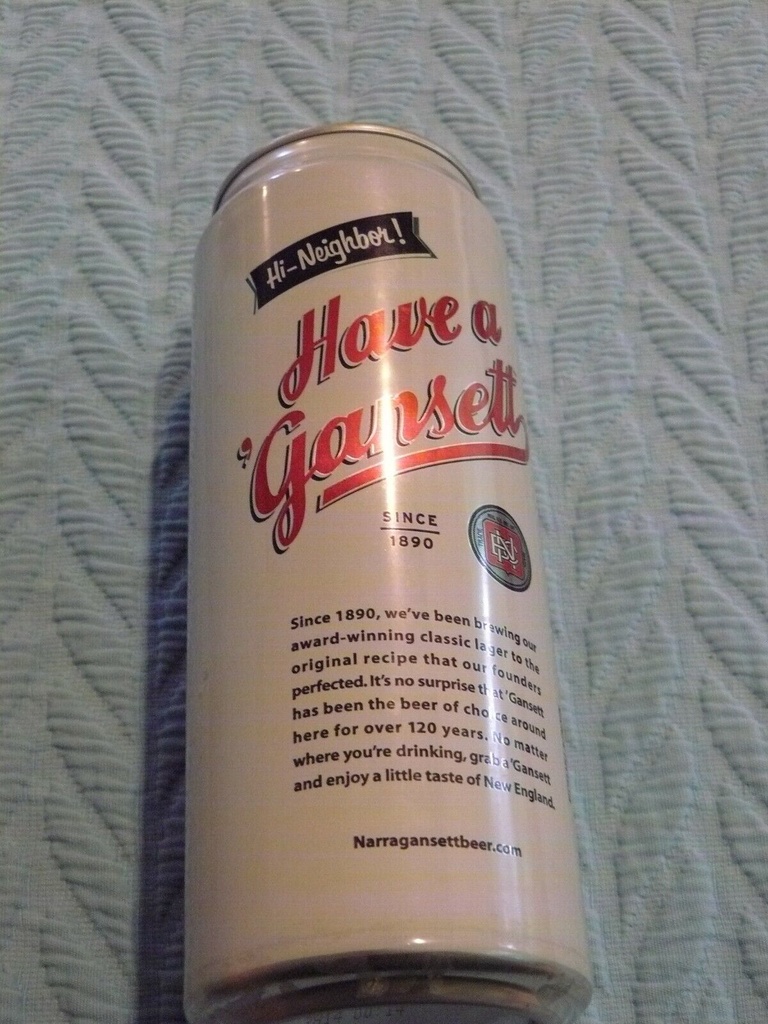 Hi-Neighbor!
Have a
'Gansett
SINCE
1890
Since 1890, we've been brewing our
award-winning classic lager to the
original recipe that our founders
perfected. It's no surprise that 'Gansett
has been the beer of choice around
here for over 120 years. No matter
where you're drinking, grab a 'Gansett
and enjoy a little taste of New England.
Narragansettbeer.com